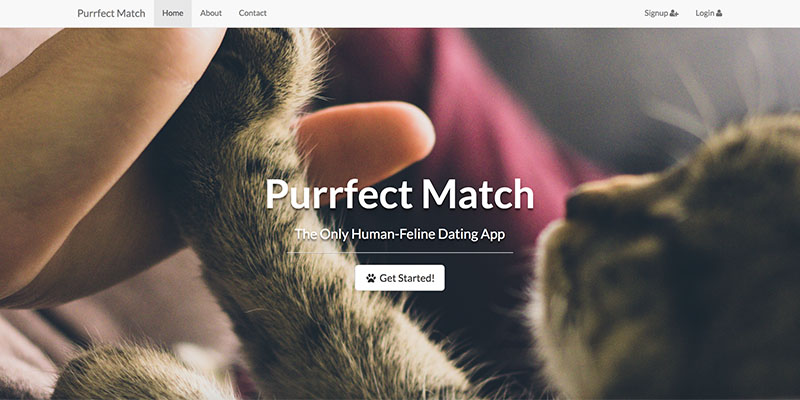 Purrfect Match Home About Contact Signup Login
Purrfect Match
The Only Human-Feline Dating App
Get Started!